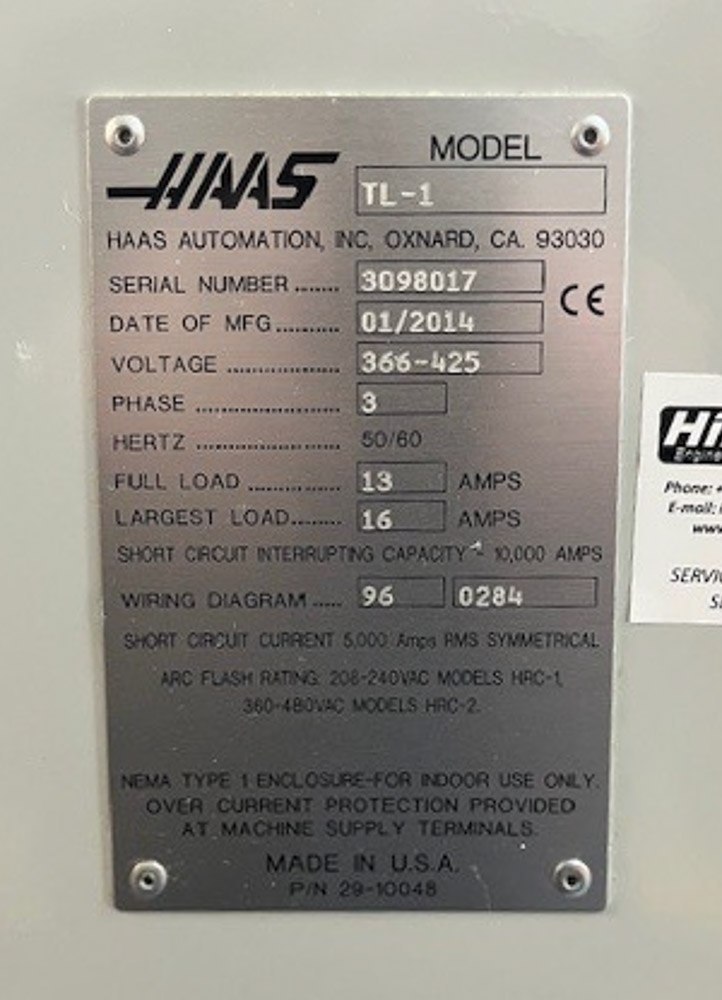 HAAS
MODEL
TL-1
HAAS AUTOMATION, INC, OXNARD, CA. 93030
SERIAL NUMBER ........ 3098017
CE
DATE OF MFG........... 01/2014
VOLTAGE .................... 366-425
PHASE ......................... 3
HERTZ ......................... 50/60
FULL LOAD ................ 13 AMPS
LARGEST LOAD......... 16 AMPS
SHORT CIRCUIT INTERRUPTING CAPACITY - 10,000 AMPS
WIRING DIAGRAM ..... 96 0284
SHORT CIRCUIT CURRENT 5,000 Amps RMS SYMMETRICAL
ARC FLASH RATING: 208-240VAC MODELS HRC-1,
360-480VAC MODELS HRC-2.
NEMA TYPE 1 ENCLOSURE-FOR INDOOR USE ONLY.
OVER CURRENT PROTECTION PROVIDED
AT MACHINE SUPPLY TERMINALS.
MADE IN U.S.A.
P/N 29-10048
Hi
Engine
Phone: +
E-mail: i
www
SERVI
S